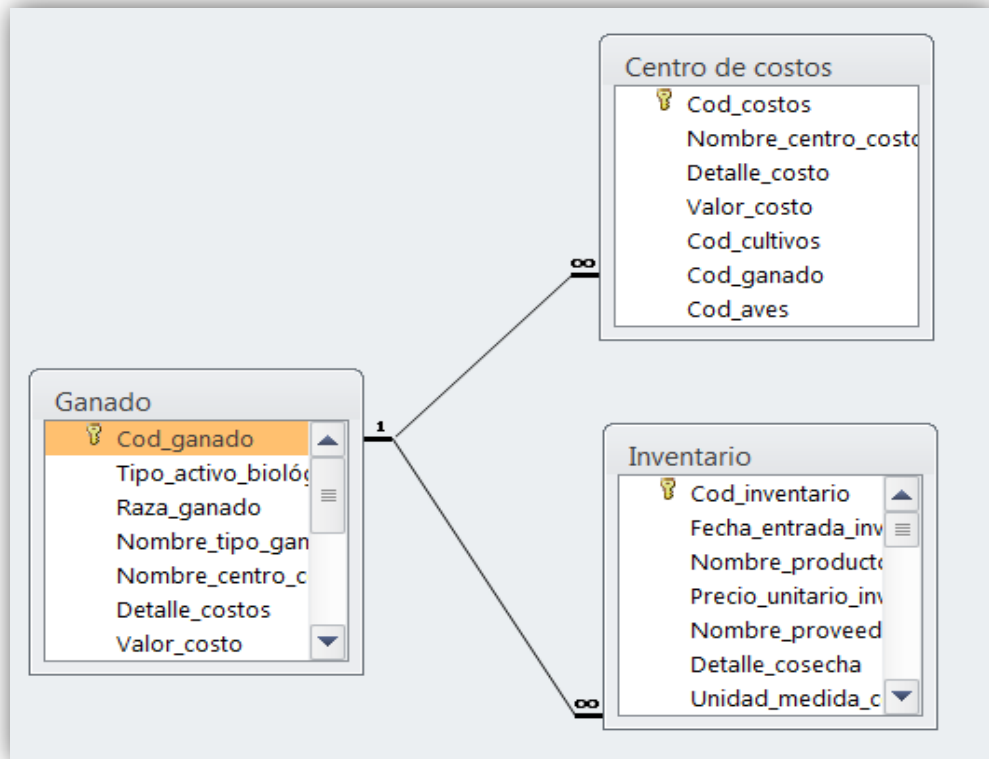 Centro de costos
Cod_costos
Nombre_centro_costo
Detalle_costo
Valor_costo
Cod_cultivos
Cod_ganado
Cod_aves
∞
1
Ganado
Cod_ganado
Tipo_activo_biológ
Raza_ganado
Nombre_tipo_gan
Nombre_centro_c
Detalle_costos
Valor_costo
Inventario
Cod_inventario
Fecha_entrada_inv
Nombre_producto
Precio_unitario_inv
Nombre_proveed
Detalle_cosecha
Unidad_medida_c
∞